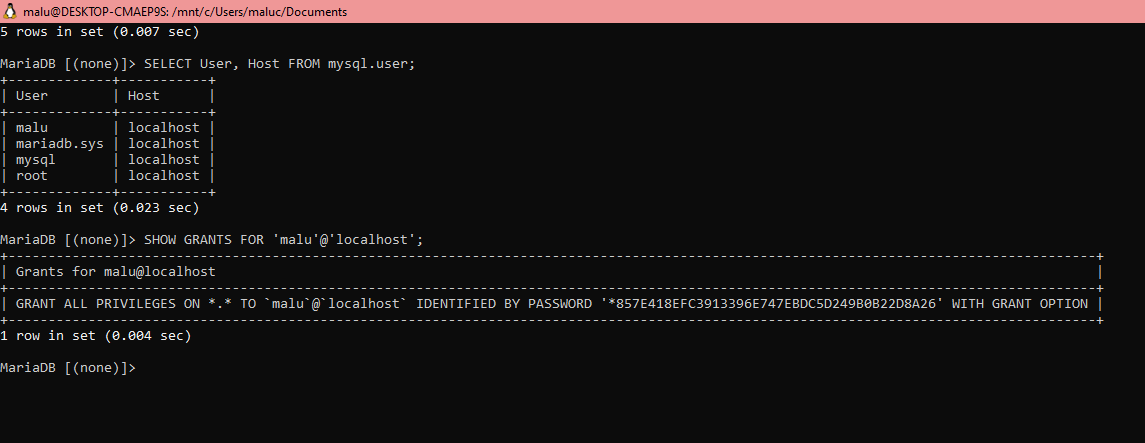 malu@DESKTOP-CMAEP9S: /mnt/c/Users/maluc/Documents
5 rows in set (0.007 sec)
MariaDB [(none)]> SELECT User, Host FROM mysql.user;
+-------------+-----------+
| User        | Host      |
+-------------+-----------+
| malu        | localhost |
| mariadb.sys | localhost |
| mysql       | localhost |
| root        | localhost |
+-------------+-----------+
4 rows in set (0.023 sec)
MariaDB [(none)]> SHOW GRANTS FOR 'malu'@'localhost';
+----------------------------------------------------------------------------------------------------------------------------------------+
| Grants for malu@localhost                                                                                                              |
+----------------------------------------------------------------------------------------------------------------------------------------+
| GRANT ALL PRIVILEGES ON *.* TO `malu`@`localhost` IDENTIFIED BY PASSWORD '*857E418EFC3913396E747EBDC5D249B0B22D8A26' WITH GRANT OPTION |
+----------------------------------------------------------------------------------------------------------------------------------------+
1 row in set (0.004 sec)
MariaDB [(none)]>